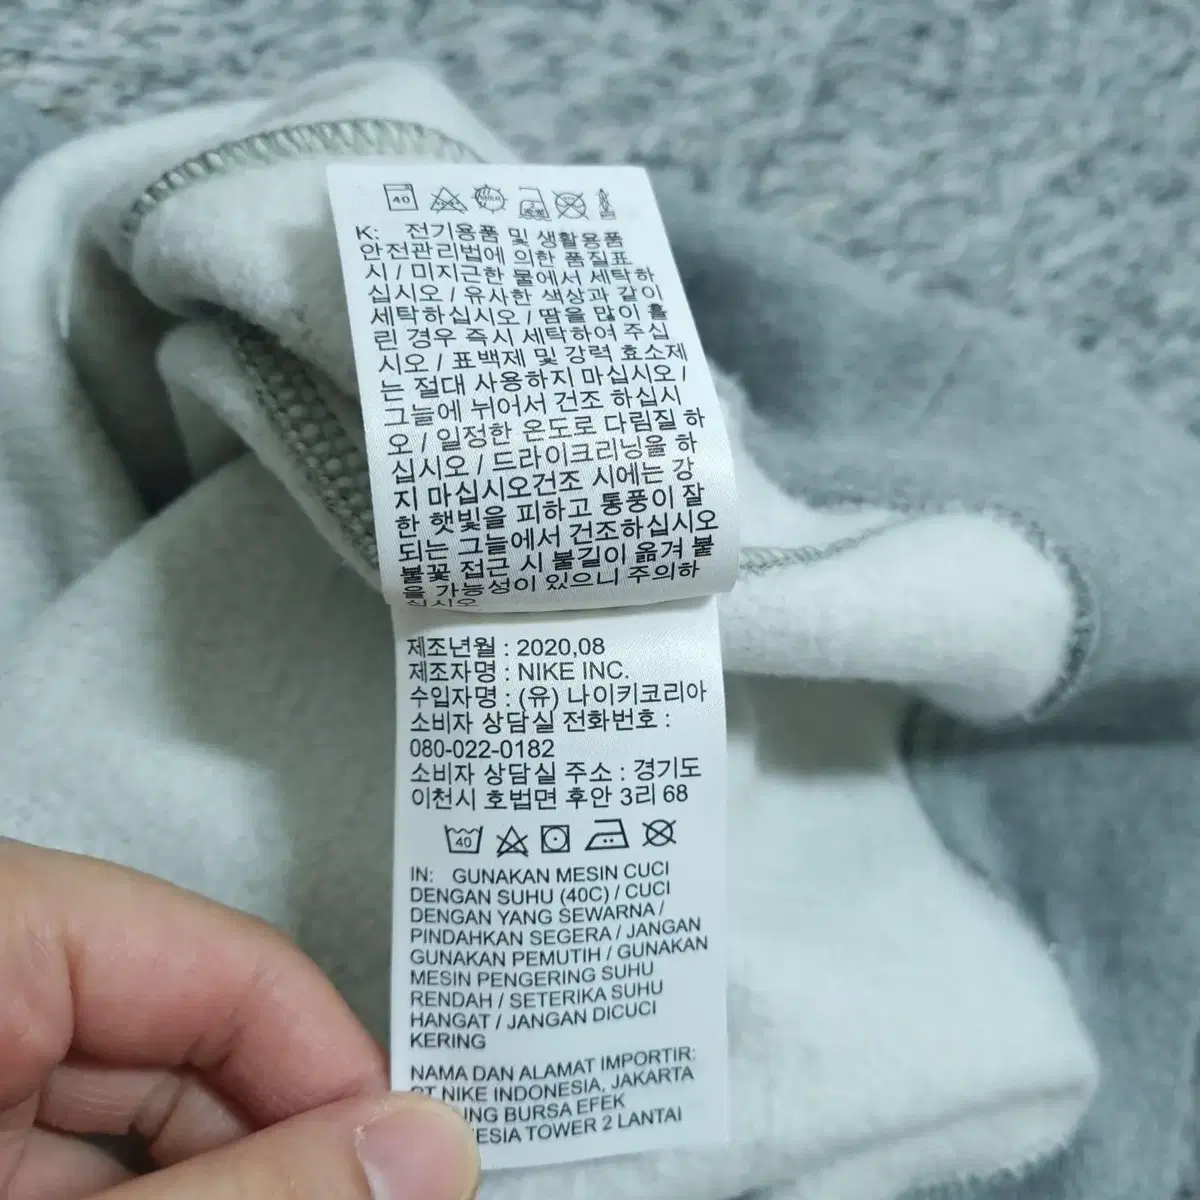 40
K: 전기용품 및 생활용품
안전관리법에 의한 품질표
시 / 미지근한 물에서 세탁하
십시오 / 유사한 색상과 같이
세탁하십시오 / 땀을 많이 흘
린 경우 즉시 세탁하여 주십
시오 / 표백제 및 강력 효소제
는 절대 사용하지 마십시오 /
그늘에 뉘어서 건조 하십시
오 / 일정한 온도로 다림질 하
십시오 / 드라이크리닝을 하
지 마십시오건조 시에는 강
한 햇빛을 피하고 통풍이 잘
되는 그늘에서 건조하십시오
불꽃 접근 시 불길이 옮겨 불
을 가능성이 있으니 주의하
십시오
제조년월 : 2020,08
제조자명 : NIKE INC.
수입자명 : (유) 나이키코리아
소비자 상담실 전화번호 :
080-022-0182
소비자 상담실 주소 : 경기도
이천시 호법면 후안 3리 68
40
IN: GUNAKAN MESIN CUCI
DENGAN SUHU (40C) / CUCI
DENGAN YANG SEWARNA /
PINDAHKAN SEGERA / JANGAN
GUNAKAN PEMUTIH / GUNAKAN
MESIN PENGERING SUHU
RENDAH / SETERIKA SUHU
HANGAT / JANGAN DICUCI
KERING
NAMA DAN ALAMAT IMPORTIR:
PT NIKE INDONESIA, JAKARTA
BURSA EFEK
TOWER 2 LANTAI